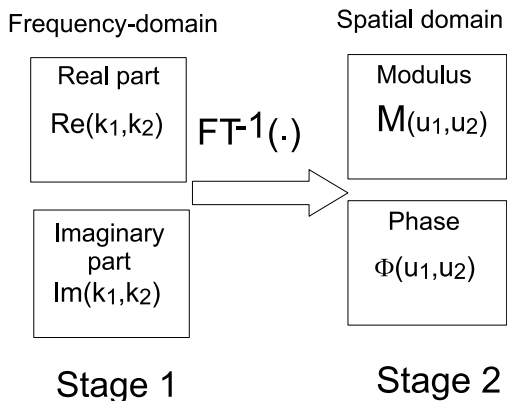 Frequency-domain
Spatial domain
Real part
Re(k₁,k₂)
Imaginary
part
Im(k₁,k₂)
FT⁻¹(.)
Modulus
M(u₁,u₂)
Phase
Φ(u₁,u₂)
Stage 1
Stage 2